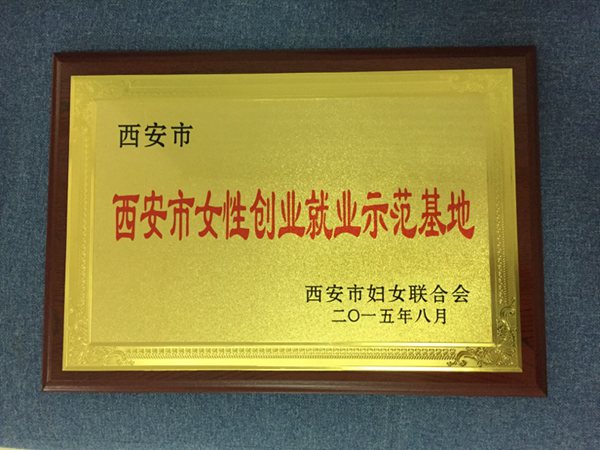 西安市
西安市女性创业就业示范基地
西安市妇女联合会
二〇一五年八月